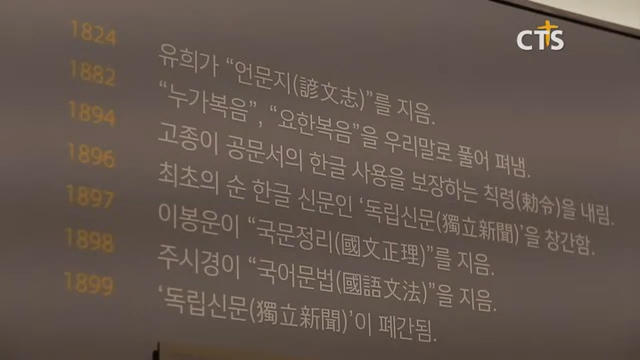 CTS
1824 유희가 “언문지(諺文志)”를 지음.
1882 “누가복음”, “요한복음”을 우리말로 풀어 펴냄.
1894 고종이 공문서의 한글 사용을 보장하는 칙령(勅令)을 내림.
1896 최초의 순 한글 신문인 ‘독립신문(獨立新聞)’을 창간함.
1897 이봉운이 “국문정리(國文正理)”를 지음.
1898 주시경이 “국어문법(國語文法)”을 지음.
1899 ‘독립신문(獨立新聞)’이 폐간됨.